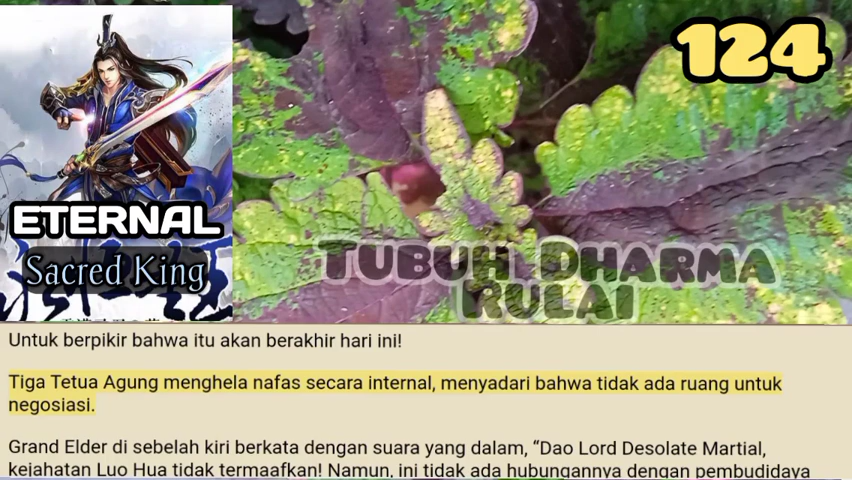 124
ETERNAL
Sacred King
TUBUH DHARMA
RULAI
Untuk berpikir bahwa itu akan berakhir hari ini!
Tiga Tetua Agung menghela nafas secara internal, menyadari bahwa tidak ada ruang untuk
negosiasi.
Grand Elder di sebelah kiri berkata dengan suara yang dalam, “Dao Lord Desolate Martial,
kejahatan Luo Hua tidak termaafkan! Namun, ini tidak ada hubungannya dengan pembudidaya